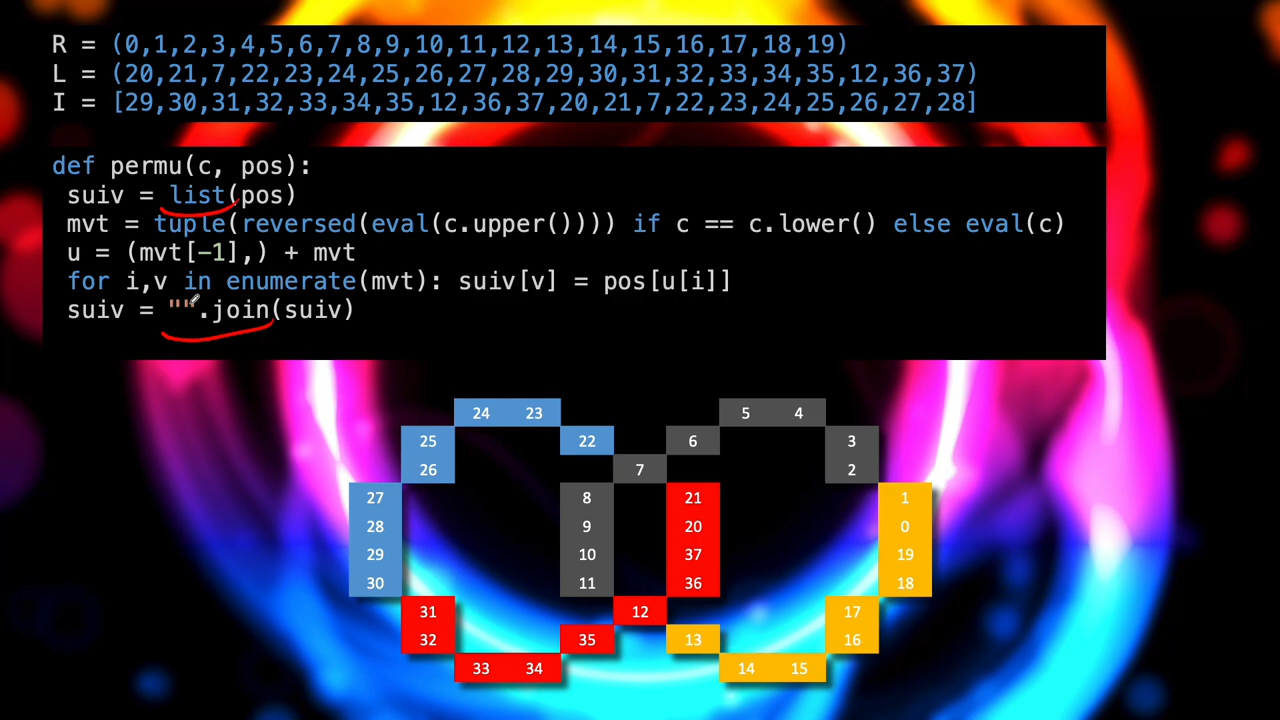 R = (0,1,2,3,4,5,6,7,8,9,10,11,12,13,14,15,16,17,18,19)
L = (20,21,7,22,23,24,25,26,27,28,29,30,31,32,33,34,35,12,36,37)
I = [29,30,31,32,33,34,35,12,36,37,20,21,7,22,23,24,25,26,27,28]
def permu(c, pos):
suiv = list(pos)
mvt = tuple(reversed(eval(c.upper()))) if c == c.lower() else eval(c)
u = (mvt[-1],) + mvt
for i,v in enumerate(mvt): suiv[v] = pos[u[i]]
suiv = "".join(suiv)
24 23 5 4
25 22 6 3
26 7 2
27 8 21 1
28 9 20 0
29 10 37 19
30 11 36 18
31 12 17
32 35 13 16
33 34 14 15